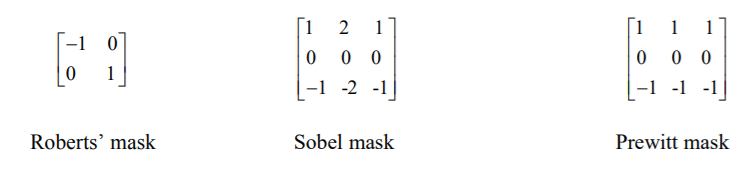 [−1 0
0 1]
Roberts’ mask
[1 2 1
0 0 0
−1 -2 -1]
Sobel mask
[1 1 1
0 0 0
−1 -1 -1]
Prewitt mask